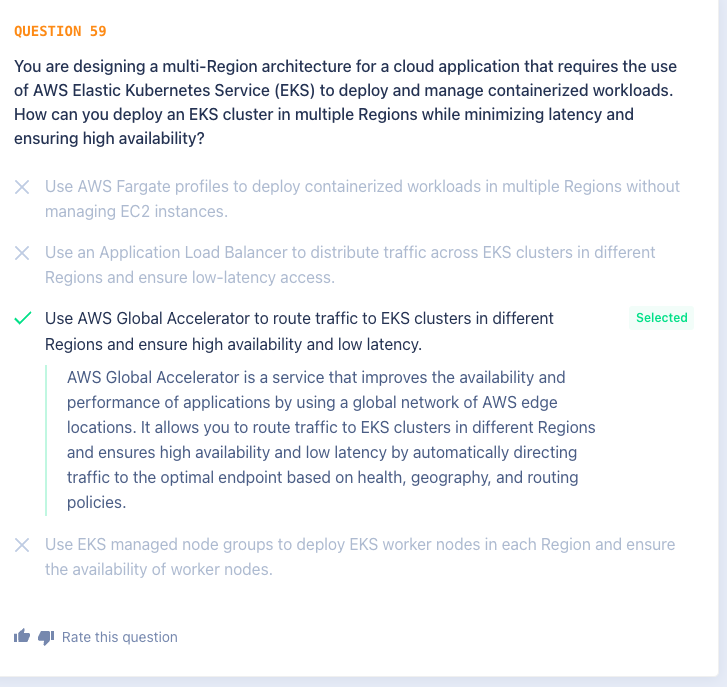 QUESTION 59
You are designing a multi-Region architecture for a cloud application that requires the use
of AWS Elastic Kubernetes Service (EKS) to deploy and manage containerized workloads.
How can you deploy an EKS cluster in multiple Regions while minimizing latency and
ensuring high availability?
Use AWS Fargate profiles to deploy containerized workloads in multiple Regions without
managing EC2 instances.
Use an Application Load Balancer to distribute traffic across EKS clusters in different
Regions and ensure low-latency access.
Use AWS Global Accelerator to route traffic to EKS clusters in different
Regions and ensure high availability and low latency.
Selected
AWS Global Accelerator is a service that improves the availability and
performance of applications by using a global network of AWS edge
locations. It allows you to route traffic to EKS clusters in different Regions
and ensures high availability and low latency by automatically directing
traffic to the optimal endpoint based on health, geography, and routing
policies.
Use EKS managed node groups to deploy EKS worker nodes in each Region and ensure
the availability of worker nodes.
Rate this question